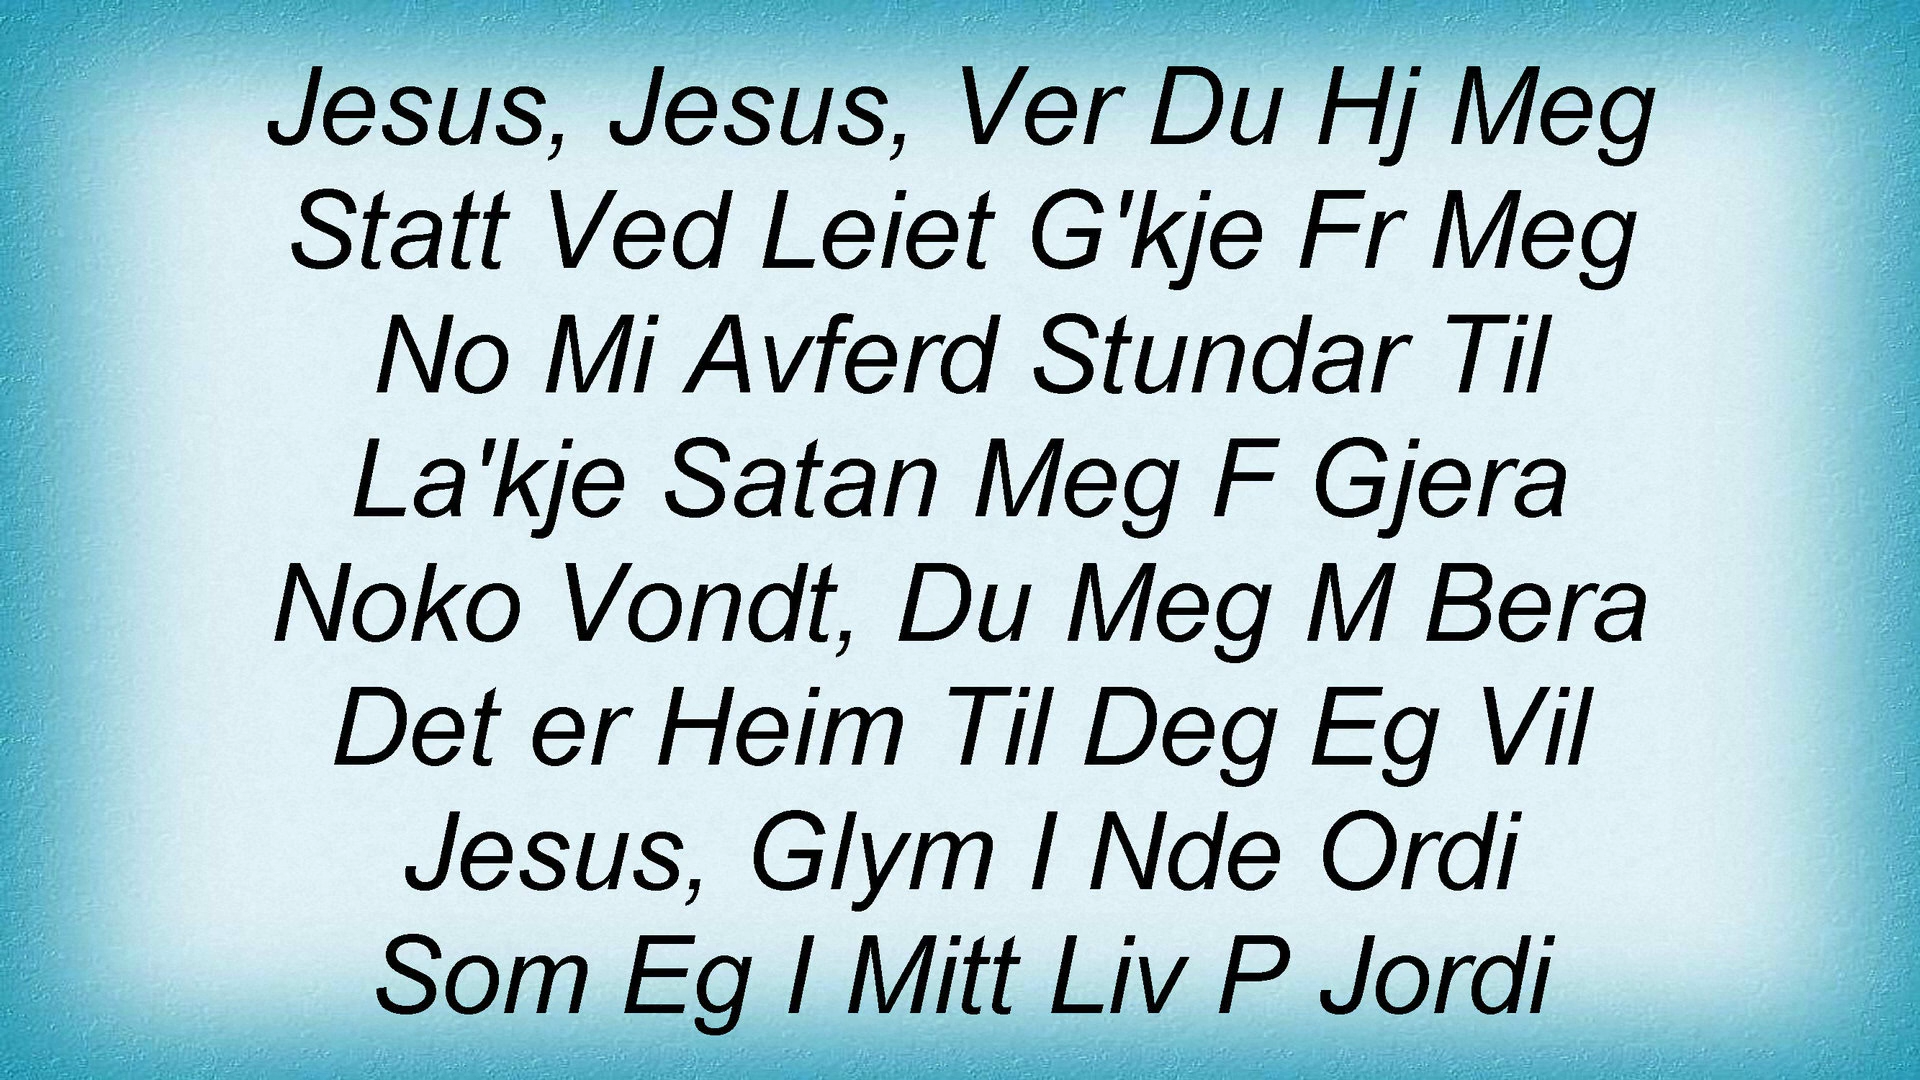 Jesus, Jesus, Ver Du Hj Meg
Statt Ved Leiet G'kje Fr Meg
No Mi Avferd Stundar Til
La'kje Satan Meg F Gjera
Noko Vondt, Du Meg M Bera
Det er Heim Til Deg Eg Vil
Jesus, Glym I Nde Ordi
Som Eg I Mitt Liv P Jordi